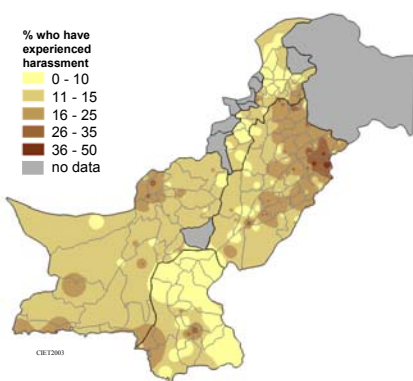 % who have
experienced
harassment
0 - 10
11 - 15
16 - 25
26 - 35
36 - 50
no data
CIET2003